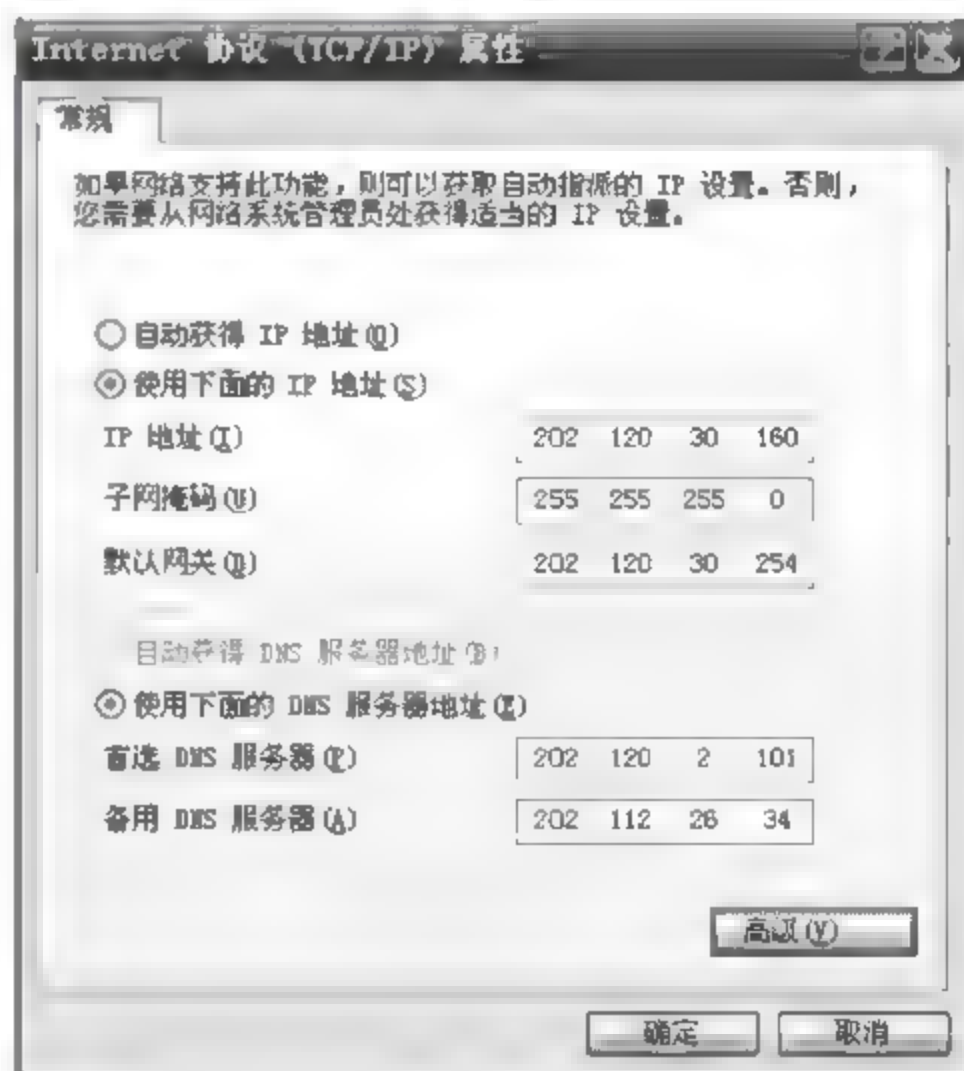 Internet 协议 (TCP/IP) 属性
常规
如果网络支持此功能，则可以获取自动指派的 IP 设置。否则，
您需要从网络系统管理员处获得适当的 IP 设置。
自动获得 IP 地址(O)
使用下面的 IP 地址(S)
IP 地址(I) 202 120 30 160
子网掩码(U) 255 255 255 0
默认网关(D) 202 120 30 254
自动获得 DNS 服务器地址(B)
使用下面的 DNS 服务器地址(E)
首选 DNS 服务器(P) 202 120 2 101
备用 DNS 服务器(A) 202 112 26 34
高级(V)
确定 取消